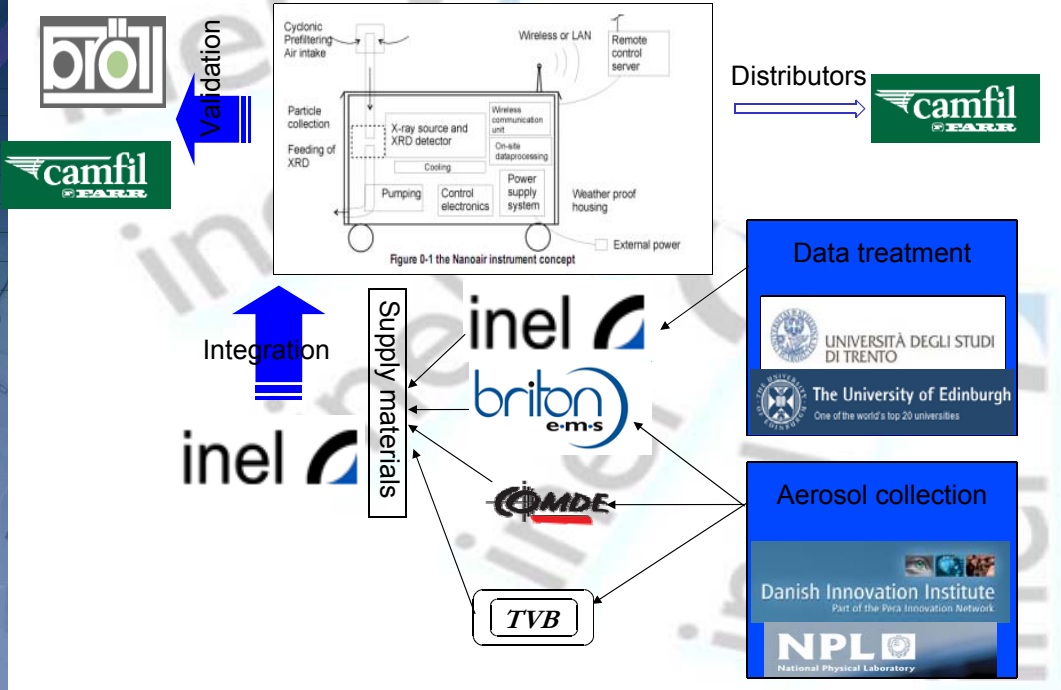 bröll
Validation
camfil
FARR
Cyclonic
Prefiltering
Air intake
Wireless or LAN
Remote
control
server
Particle
collection
Feeding of
XRD
X-ray source and
XRD detector
Wireless
communication
unit
On-site
dataprocessing
Cooling
Pumping
Control
electronics
Power
supply
system
Weather proof
housing
External power
Figure 0-1 the Nanoair instrument concept
Distributors
camfil
FARR
Integration
inel
Supply materials
inel
briton
e·m·s
COMDE
TVB
Data treatment
UNIVERSITÀ DEGLI STUDI
DI TRENTO
The University of Edinburgh
One of the world's top 20 universities
Aerosol collection
Danish Innovation Institute
Part of the Pera Innovation Network
NPL
National Physical Laboratory
inel
inel
inel